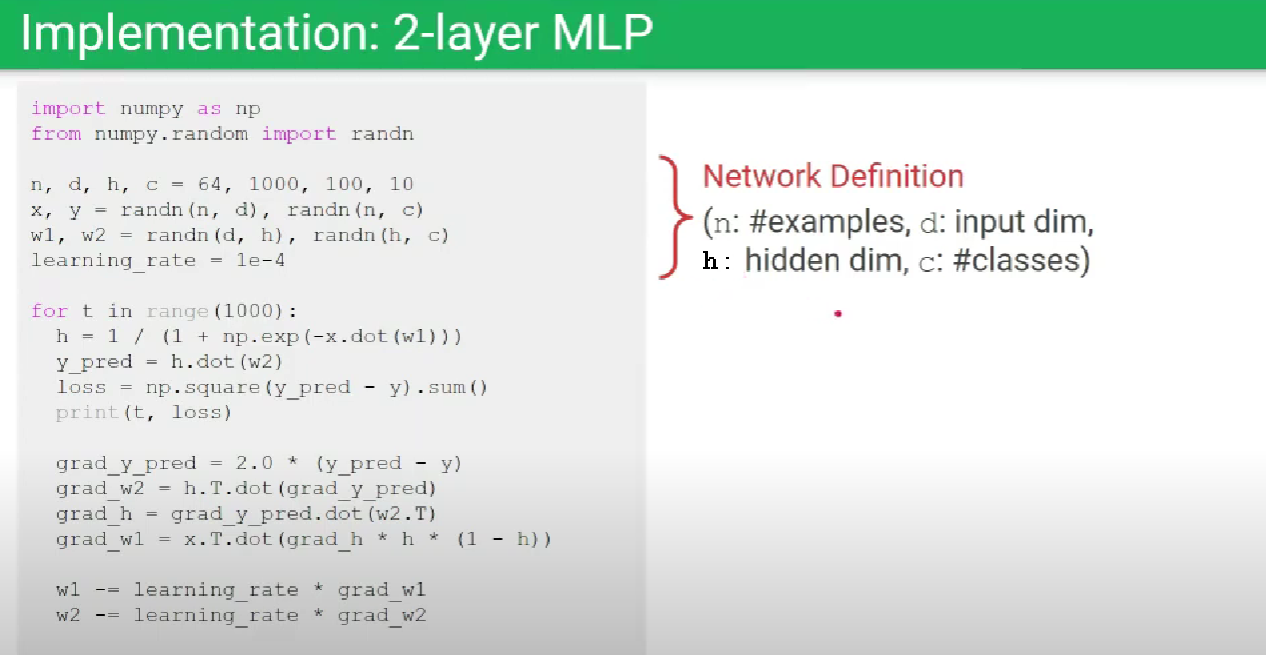 Implementation: 2-layer MLP
import numpy as np
from numpy.random import randn
n, d, h, c = 64, 1000, 100, 10
x, y = randn(n, d), randn(n, c)
w1, w2 = randn(d, h), randn(h, c)
learning_rate = 1e-4
for t in range(1000):
  h = 1 / (1 + np.exp(-x.dot(w1)))
  y_pred = h.dot(w2)
  loss = np.square(y_pred - y).sum()
  print(t, loss)
  grad_y_pred = 2.0 * (y_pred - y)
  grad_w2 = h.T.dot(grad_y_pred)
  grad_h = grad_y_pred.dot(w2.T)
  grad_w1 = x.T.dot(grad_h * h * (1 - h))
  w1 -= learning_rate * grad_w1
  w2 -= learning_rate * grad_w2
Network Definition
(n: #examples, d: input dim,
h: hidden dim, c: #classes)